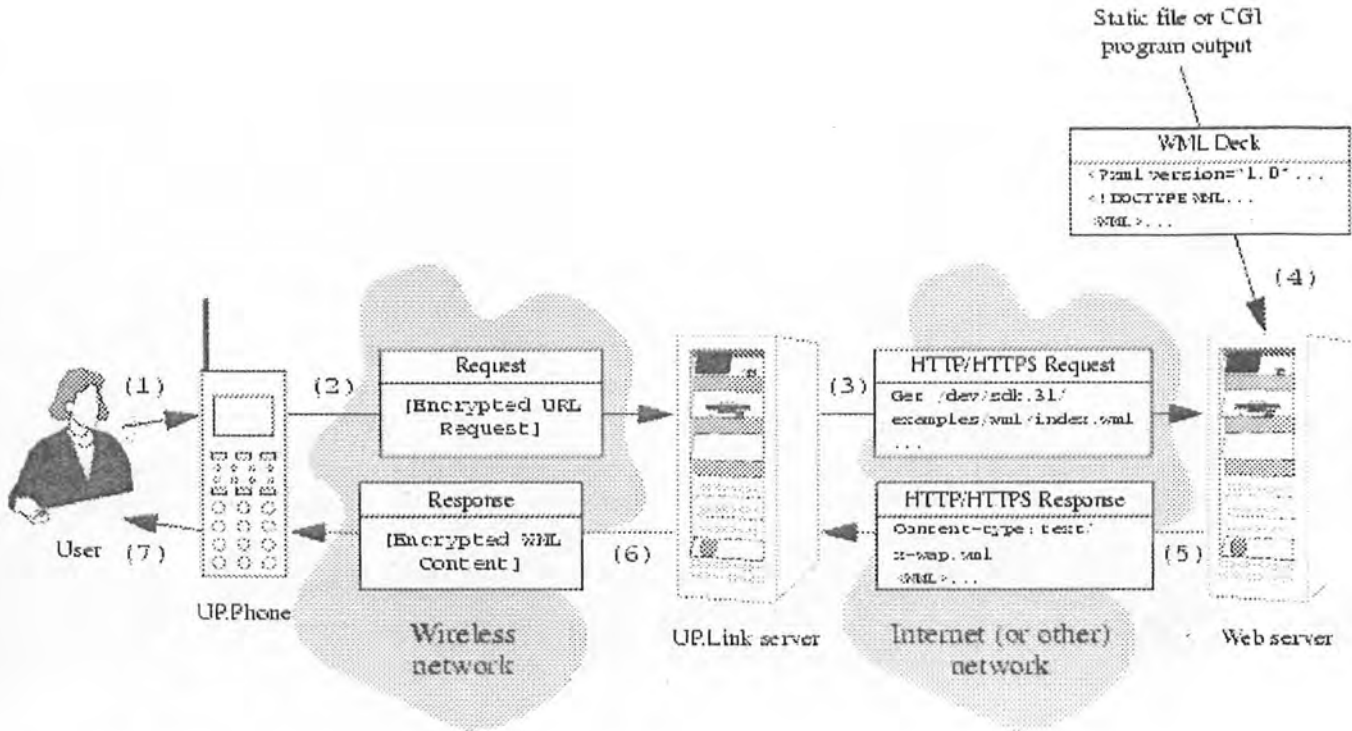 Static file or CGI
program output
WML Deck
<?xml version="1.0"...
<!DOCTYPE WML...
<WML>...
(4)
(1)
(2)
Request
[Encrypted URL
Request]
(3)
HTTP/HTTPS Request
Get /dev/sdk.31/
examples/wml/index.wml
...
Response
[Encrypted WML
Content]
(6)
HTTP/HTTPS Response
Content-type:text/
x-wap.wml
<WML>...
(5)
User
(7)
UP.Phone
Wireless
network
UP.Link server
Internet (or other)
network
Web server